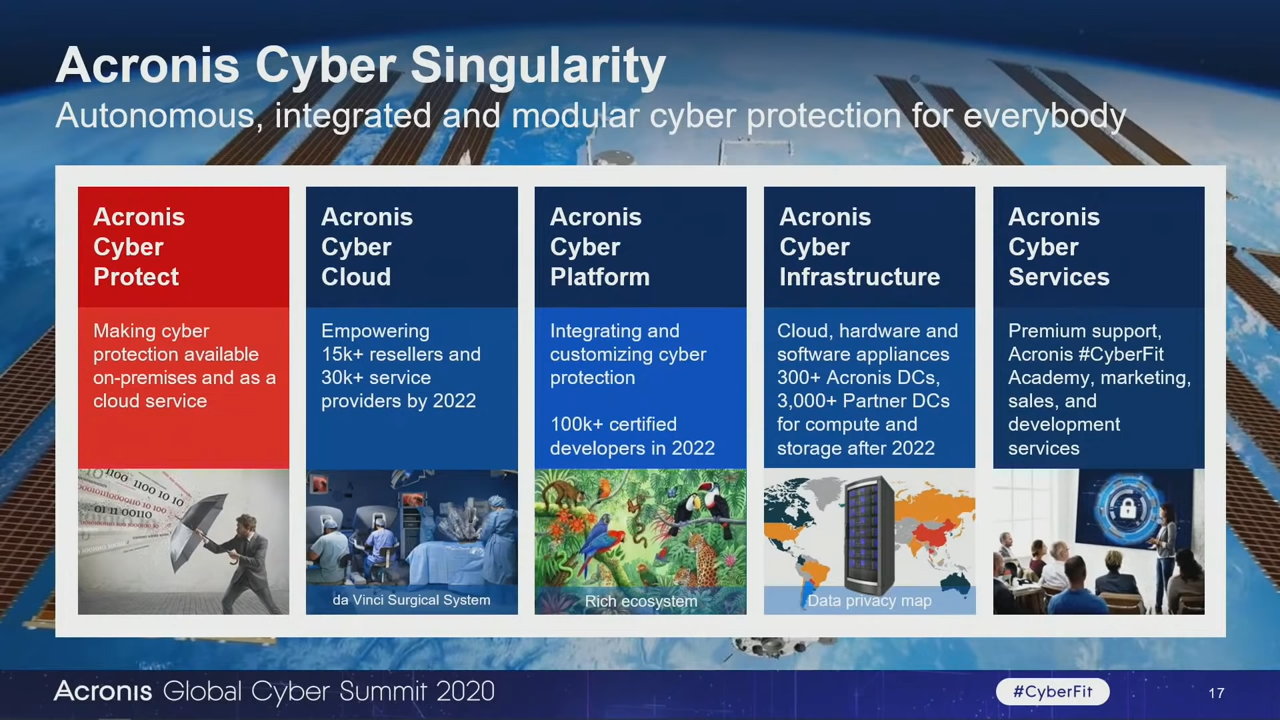 Acronis Cyber Singularity
Autonomous, integrated and modular cyber protection for everybody
Acronis
Cyber
Protect
Making cyber
protection available
on-premises and as a
cloud service
Acronis
Cyber
Cloud
Empowering
15k+ resellers and
30k+ service
providers by 2022
da Vinci Surgical System
Acronis
Cyber
Platform
Integrating and
customizing cyber
protection
100k+ certified
developers in 2022
Rich ecosystem
Acronis
Cyber
Infrastructure
Cloud, hardware and
software appliances
300+ Acronis DCs,
3,000+ Partner DCs
for compute and
storage after 2022
Data privacy map
Acronis
Cyber
Services
Premium support,
Acronis #CyberFit
Academy, marketing,
sales, and
development
services
Acronis Global Cyber Summit 2020
#CyberFit
17